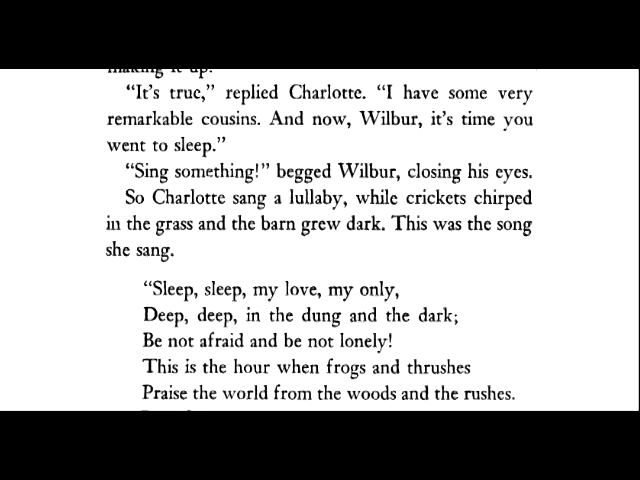 making it up.
"It's true," replied Charlotte. "I have some very
remarkable cousins. And now, Wilbur, it's time you
went to sleep."
"Sing something!" begged Wilbur, closing his eyes.
So Charlotte sang a lullaby, while crickets chirped
in the grass and the barn grew dark. This was the song
she sang.
"Sleep, sleep, my love, my only,
Deep, deep, in the dung and the dark;
Be not afraid and be not lonely!
This is the hour when frogs and thrushes
Praise the world from the woods and the rushes.